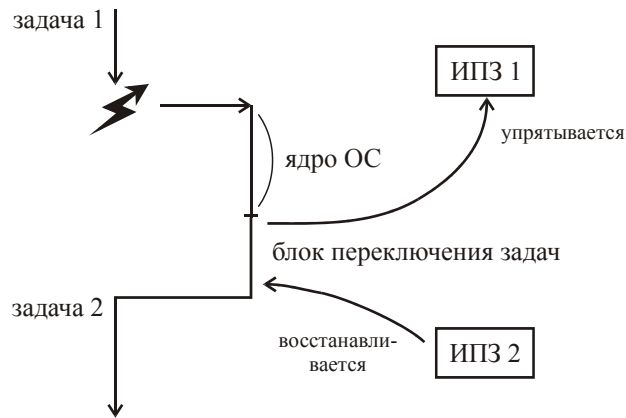 задача 1
ИПЗ 1
упрятывается
ядро ОС
блок переключения задач
задача 2
восстанавли-
вается
ИПЗ 2